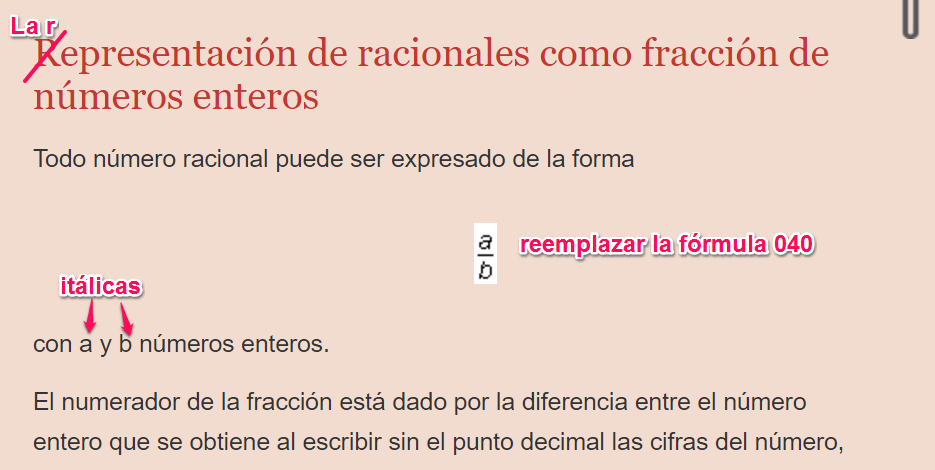 La r
Representación de racionales como fracción de
números enteros
Todo número racional puede ser expresado de la forma
a
b
reemplazar la fórmula 040
itálicas
con a y b números enteros.
El numerador de la fracción está dado por la diferencia entre el número
entero que se obtiene al escribir sin el punto decimal las cifras del número,